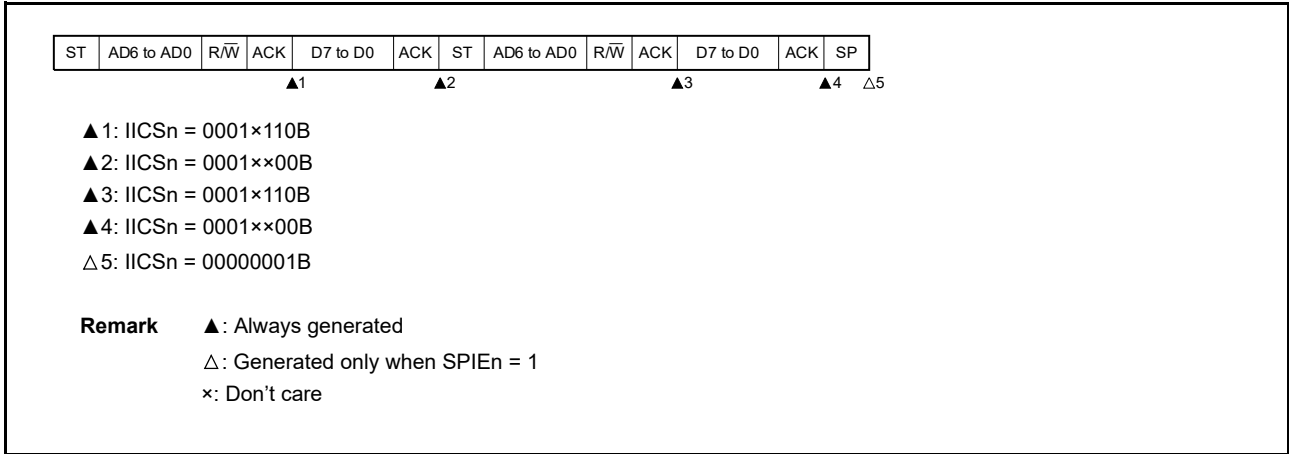 ST AD6 to AD0 R/W̅ ACK D7 to D0 ACK ST AD6 to AD0 R/W̅ ACK D7 to D0 ACK SP
▲1 ▲2 ▲3 ▲4 △5
▲1: IICSn = 0001×110B
▲2: IICSn = 0001××00B
▲3: IICSn = 0001×110B
▲4: IICSn = 0001××00B
△5: IICSn = 00000001B
Remark ▲: Always generated
△: Generated only when SPIEn = 1
×: Don’t care